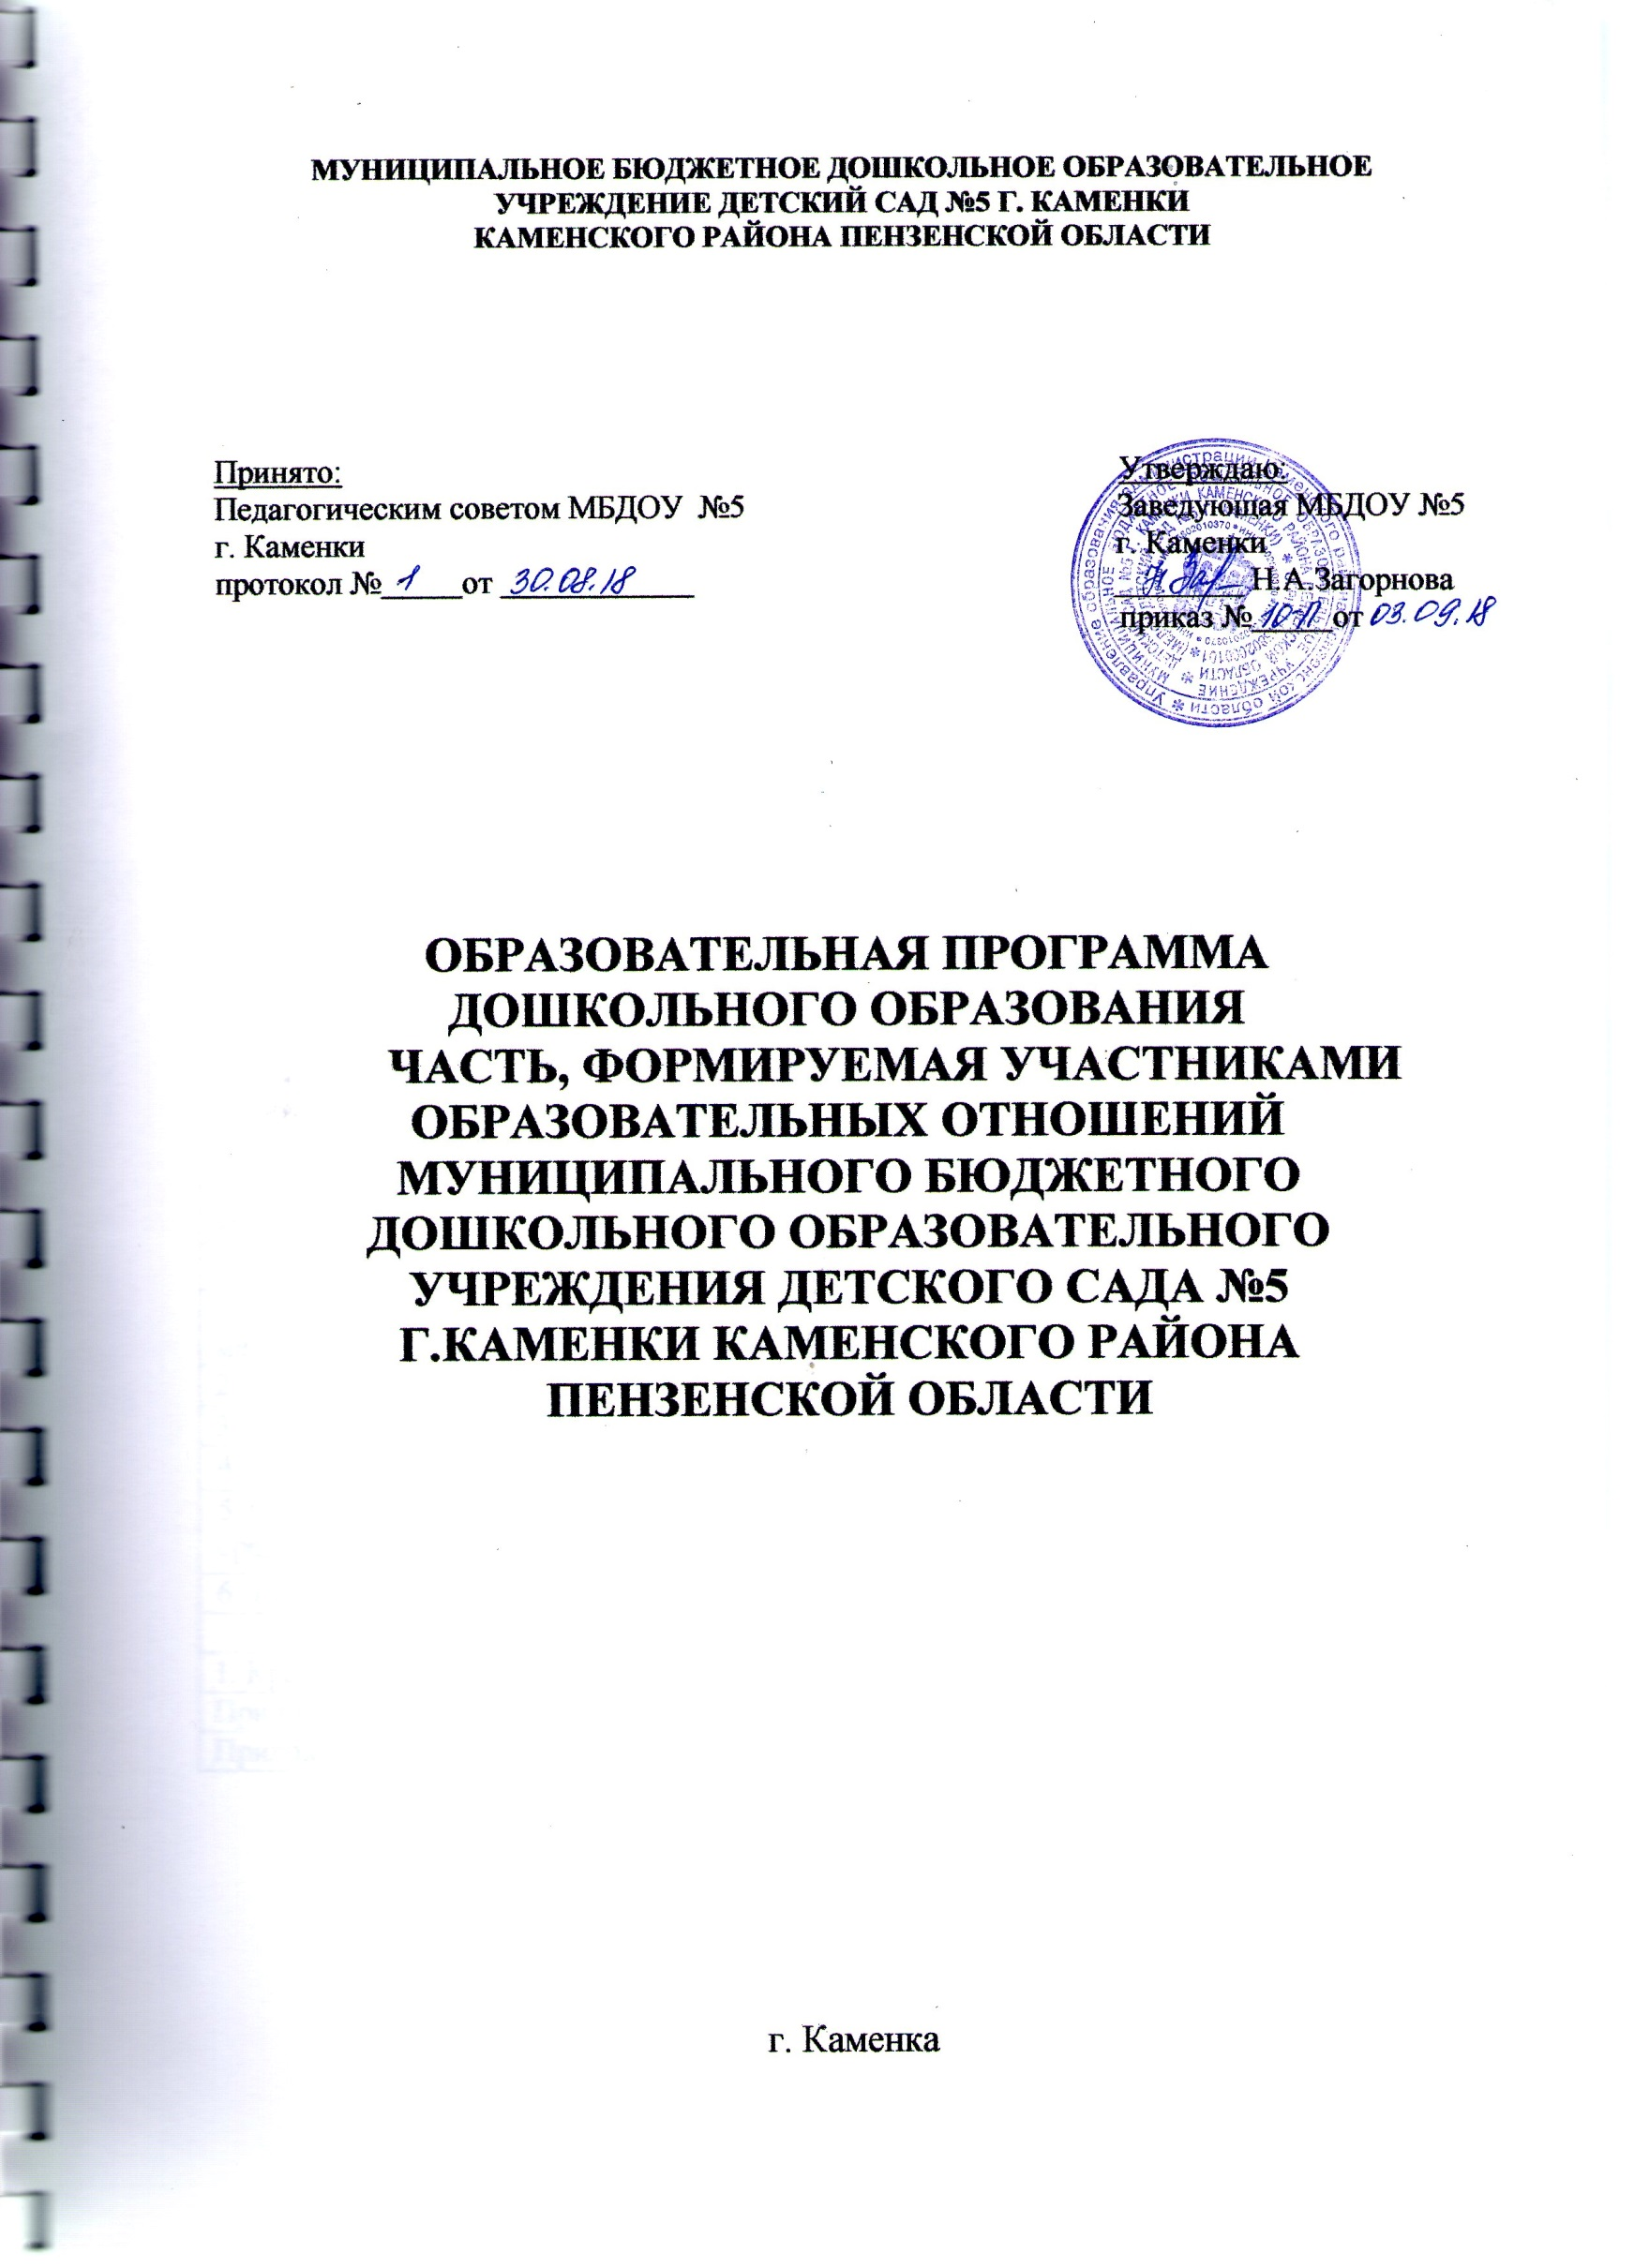 МУНИЦИПАЛЬНОЕ БЮДЖЕТНОЕ ДОШКОЛЬНОЕ ОБРАЗОВАТЕЛЬНОЕ
УЧРЕЖДЕНИЕ ДЕТСКИЙ САД №5 Г. КАМЕНКИ
КАМЕНСКОГО РАЙОНА ПЕНЗЕНСКОЙ ОБЛАСТИ
Принято:
Педагогическим советом МБДОУ №5
г. Каменки
протокол № 1 от 30.08.18
Утверждаю:
Заведующая МБДОУ №5
г. Каменки
Н.А.Загорнова
приказ № 10-П от 03.09.18
ОБРАЗОВАТЕЛЬНАЯ ПРОГРАММА
ДОШКОЛЬНОГО ОБРАЗОВАНИЯ
ЧАСТЬ, ФОРМИРУЕМАЯ УЧАСТНИКАМИ
ОБРАЗОВАТЕЛЬНЫХ ОТНОШЕНИЙ
МУНИЦИПАЛЬНОГО БЮДЖЕТНОГО
ДОШКОЛЬНОГО ОБРАЗОВАТЕЛЬНОГО
УЧРЕЖДЕНИЯ ДЕТСКОГО САДА №5
Г.КАМЕНКИ КАМЕНСКОГО РАЙОНА
ПЕНЗЕНСКОЙ ОБЛАСТИ
г. Каменка